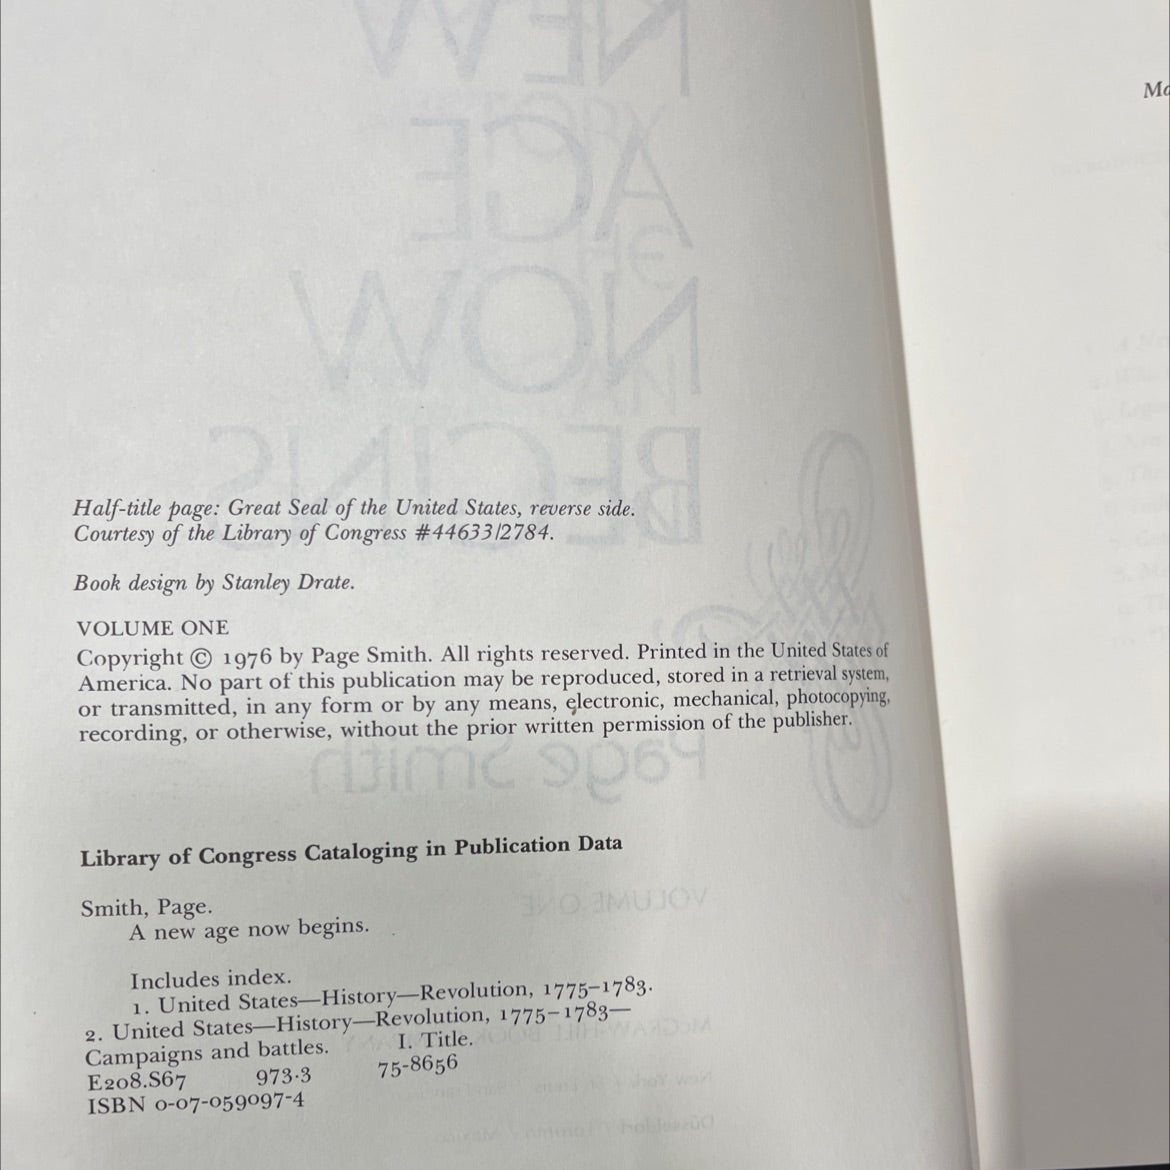 Half-title page: Great Seal of the United States, reverse side.
Courtesy of the Library of Congress #44633/2784.
Book design by Stanley Drate.
VOLUME ONE
Copyright © 1976 by Page Smith. All rights reserved. Printed in the United States of
America. No part of this publication may be reproduced, stored in a retrieval system,
or transmitted, in any form or by any means, electronic, mechanical, photocopying,
recording, or otherwise, without the prior written permission of the publisher.
Library of Congress Cataloging in Publication Data
Smith, Page.
A new age now begins.
Includes index.
1. United States—History—Revolution, 1775–1783.
2. United States—History—Revolution, 1775–1783—
Campaigns and battles. I. Title.
E208.S67 973.3 75-8656
ISBN 0-07-059097-4